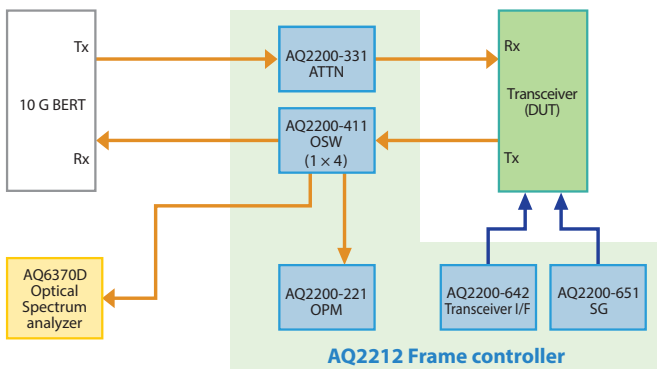 Tx
10 G BERT
Rx
AQ2200-331
ATTN
AQ2200-411
OSW
(1 × 4)
Rx
Transceiver
(DUT)
Tx
AQ6370D
Optical
Spectrum
analyzer
AQ2200-221
OPM
AQ2200-642
Transceiver I/F
AQ2200-651
SG
AQ2212 Frame controller